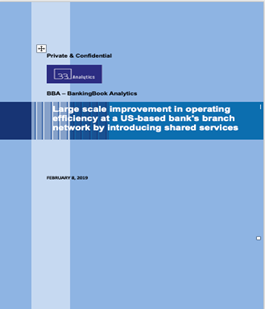 Private & Confidential
BBA Analytics
BBA – BankingBook Analytics
Large scale improvement in operating
efficiency at a US-based bank's branch
network by introducing shared services
FEBRUARY 8, 2019